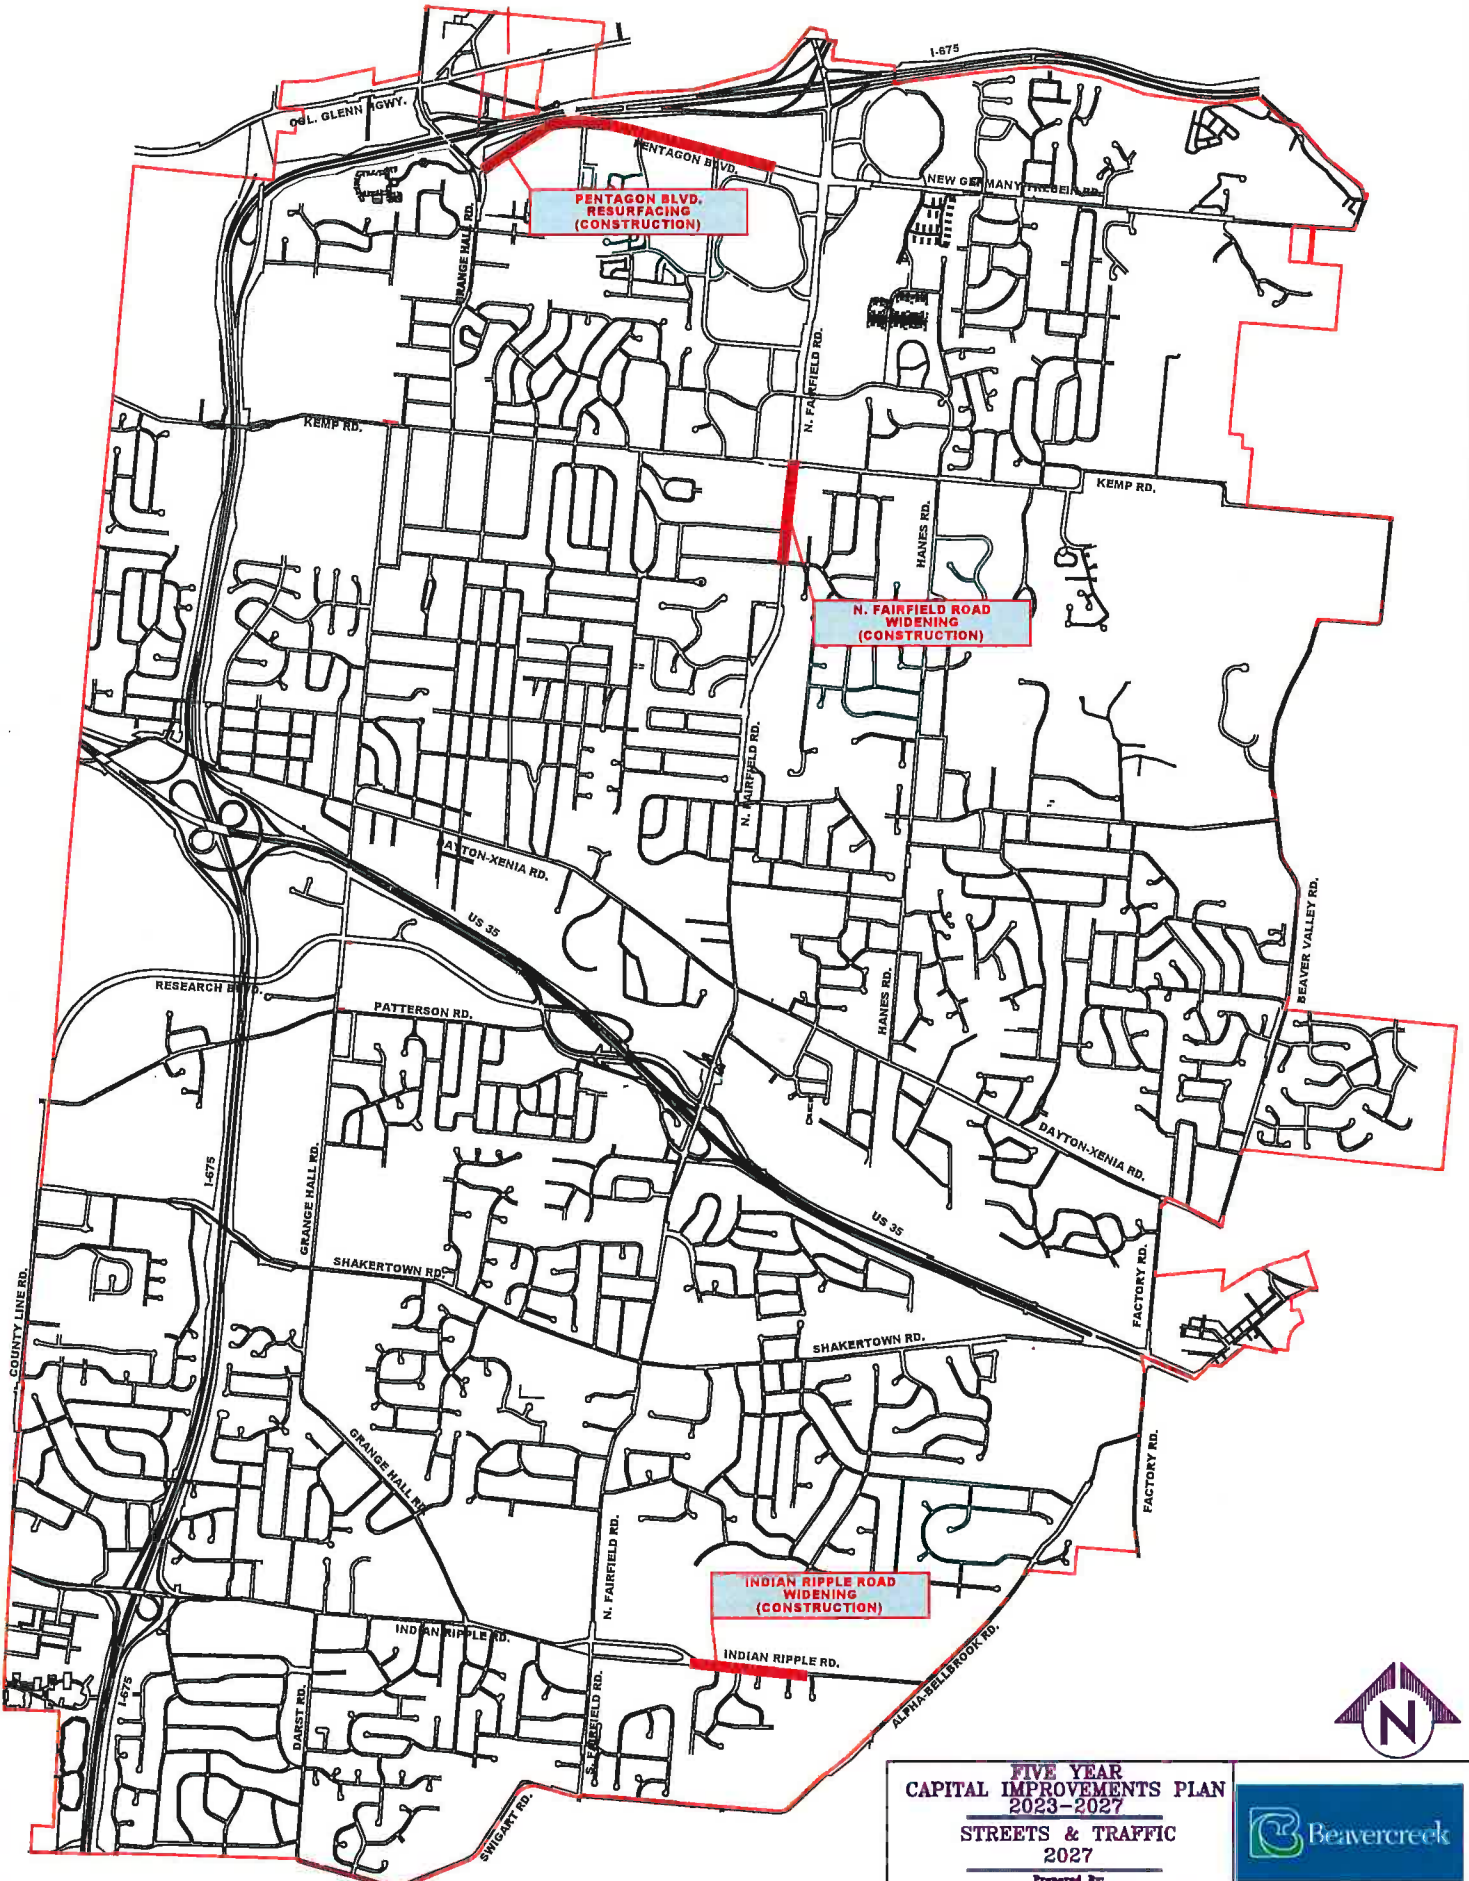 I-675
COL. GLENN HGWY.
PENTAGON BLVD.
NEW GERMANY TREBEIN RD.
PENTAGON BLVD.
RESURFACING
(CONSTRUCTION)
GRANGE HALL RD.
N. FAIRFIELD RD.
KEMP RD.
KEMP RD.
HANES RD.
N. FAIRFIELD ROAD
WIDENING
(CONSTRUCTION)
N. FAIRFIELD RD.
DAYTON-XENIA RD.
US 35
BEAVER VALLEY RD.
RESEARCH BLVD.
PATTERSON RD.
HANES RD.
DAYTON-XENIA RD.
I-675
GRANGE HALL RD.
US 35
SHAKERTOWN RD.
FACTORY RD.
COUNTY LINE RD.
SHAKERTOWN RD.
GRANGE HALL RD.
FACTORY RD.
N. FAIRFIELD RD.
INDIAN RIPPLE ROAD
WIDENING
(CONSTRUCTION)
INDIAN RIPPLE RD.
INDIAN RIPPLE RD.
ALPHA-BELLBROOK RD.
I-675
DARST RD.
S. FAIRFIELD RD.
SWIGART RD.
N
FIVE YEAR
CAPITAL IMPROVEMENTS PLAN
2023-2027
STREETS & TRAFFIC
2027
Prepared By:
Beavercreek